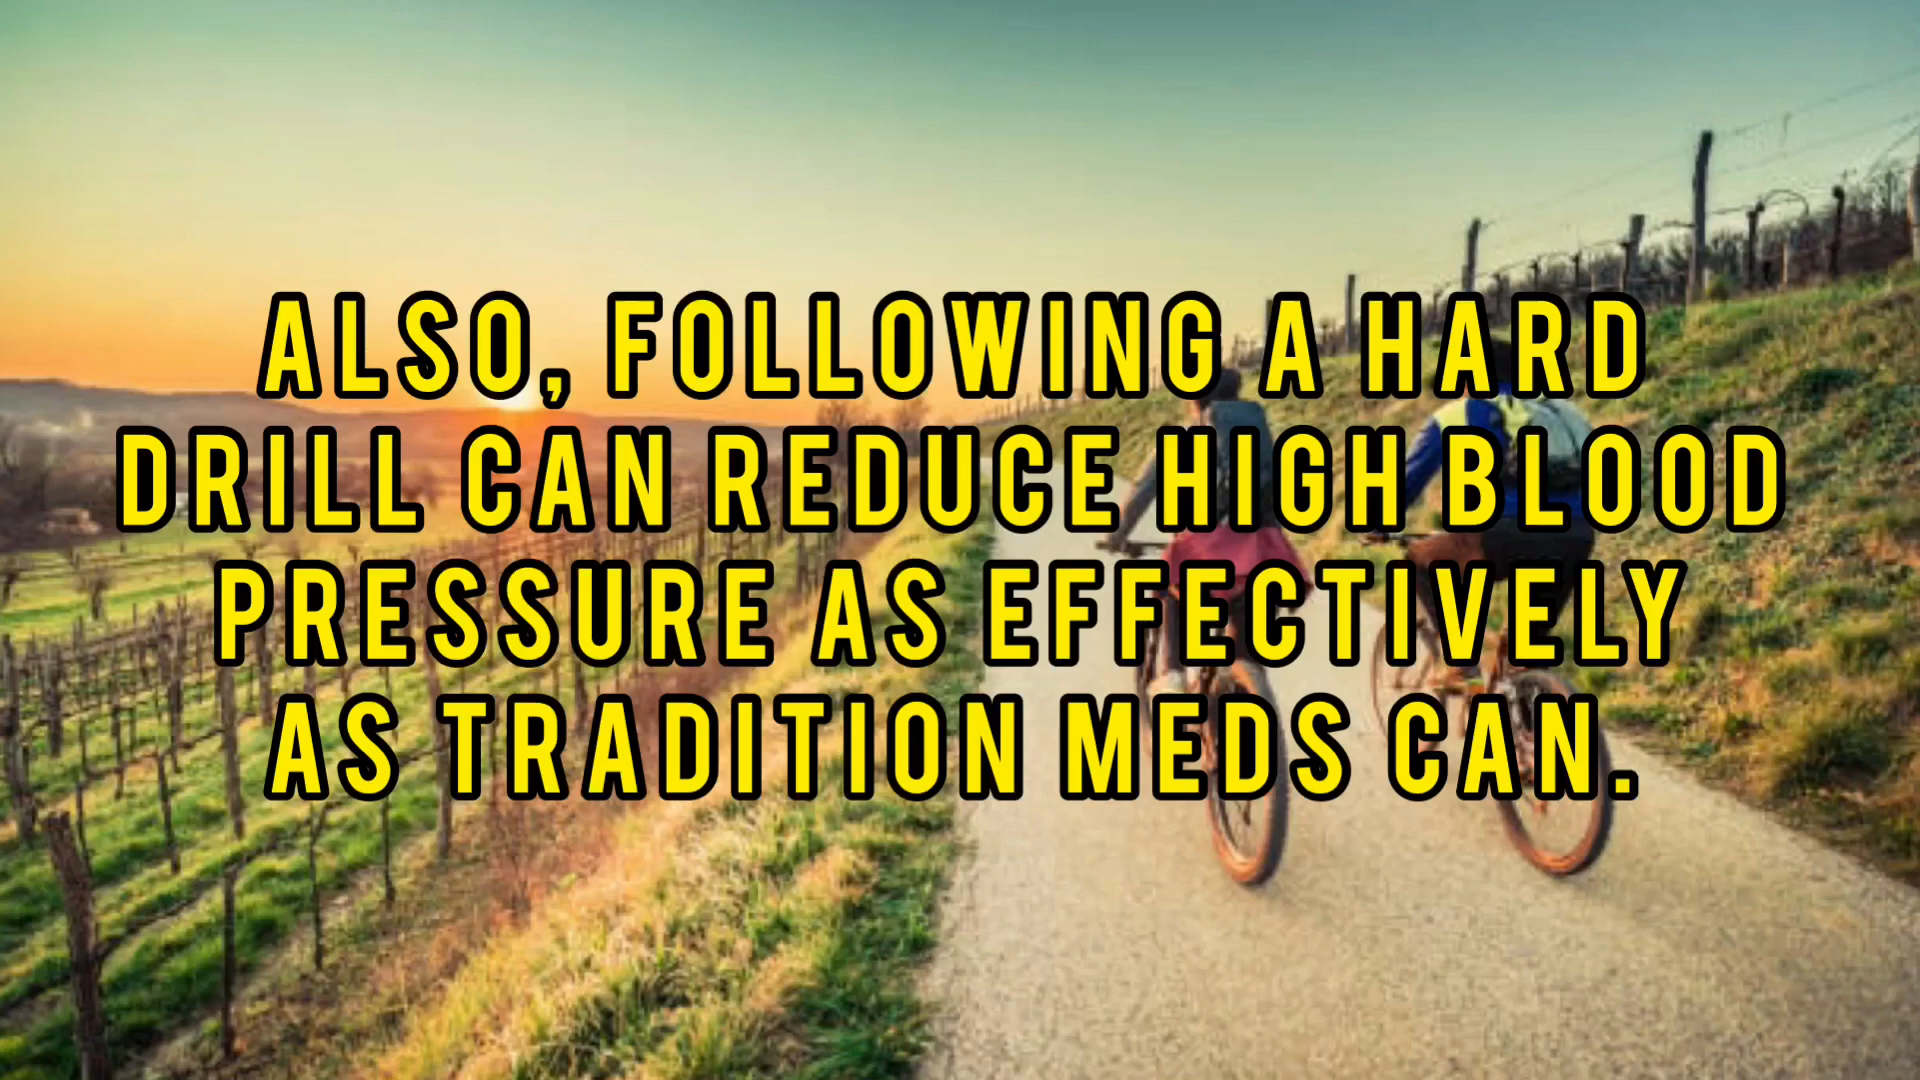 ALSO, FOLLOWING A HARD
DRILL CAN REDUCE HIGH BLOOD
PRESSURE AS EFFECTIVELY
AS TRADITION MEDS CAN.